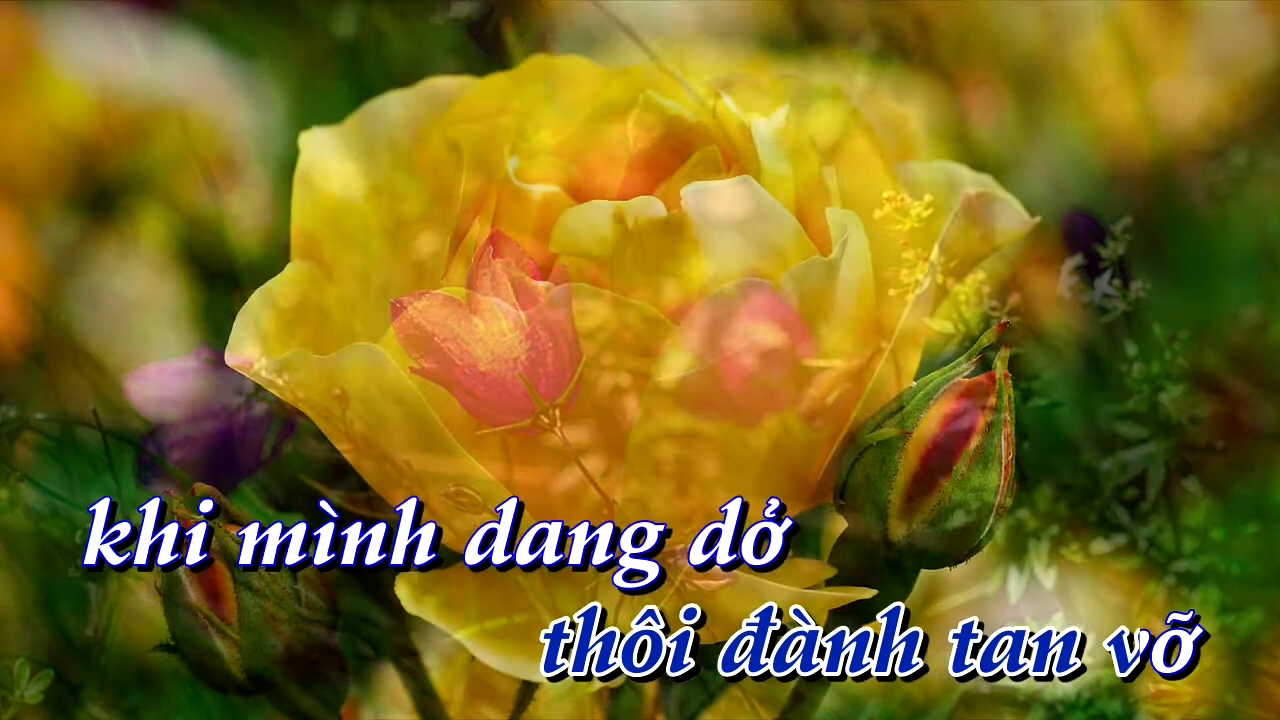 khi mình dang dở
thôi đành tan vỡ